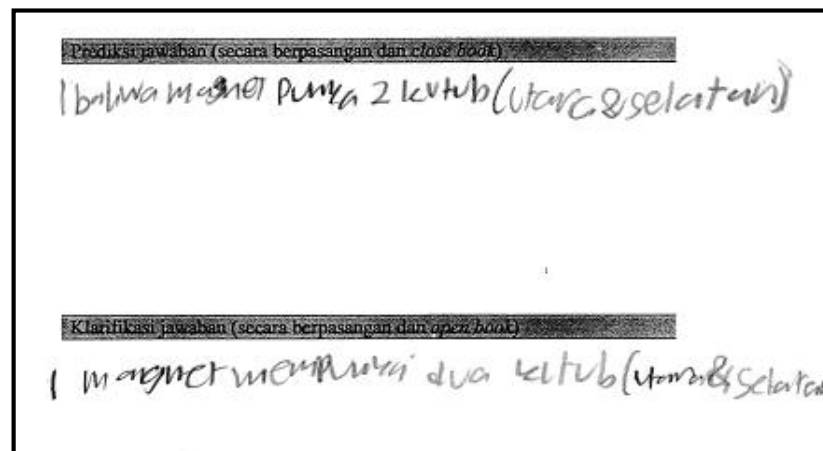 Prediksi jawaban (secara berpasangan dan close book)
1 bahwa magnet punya 2 kutub (utara & selatan)
Klarifikasi jawaban (secara berpasangan dan open book)
1 magnet mempunyai dua kutub (utara & Selata